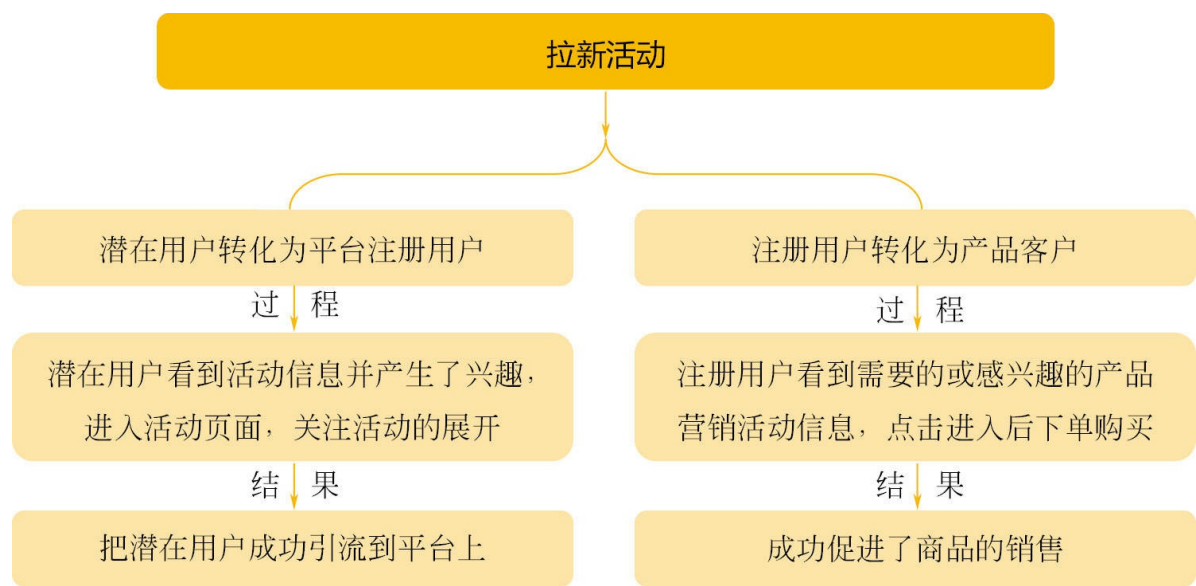 拉新活动
潜在用户转化为平台注册用户
过程
潜在用户看到活动信息并产生了兴趣，
进入活动页面，关注活动的展开
结果
把潜在用户成功引流到平台上
注册用户转化为产品客户
过程
注册用户看到需要的或感兴趣的产品
营销活动信息，点击进入后下单购买
结果
成功促进了商品的销售